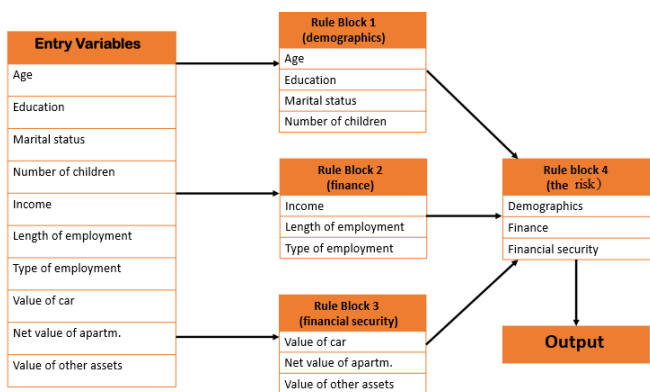 Entry Variables
Age
Education
Marital status
Number of children
Income
Length of employment
Type of employment
Value of car
Net value of apartm.
Value of other assets
Rule Block 1
(demographics)
Age
Education
Marital status
Number of children
Rule Block 2
(finance)
Income
Length of employment
Type of employment
Rule Block 3
(financial security)
Value of car
Net value of apartm.
Value of other assets
Rule block 4
(the risk)
Demographics
Finance
Financial security
Output